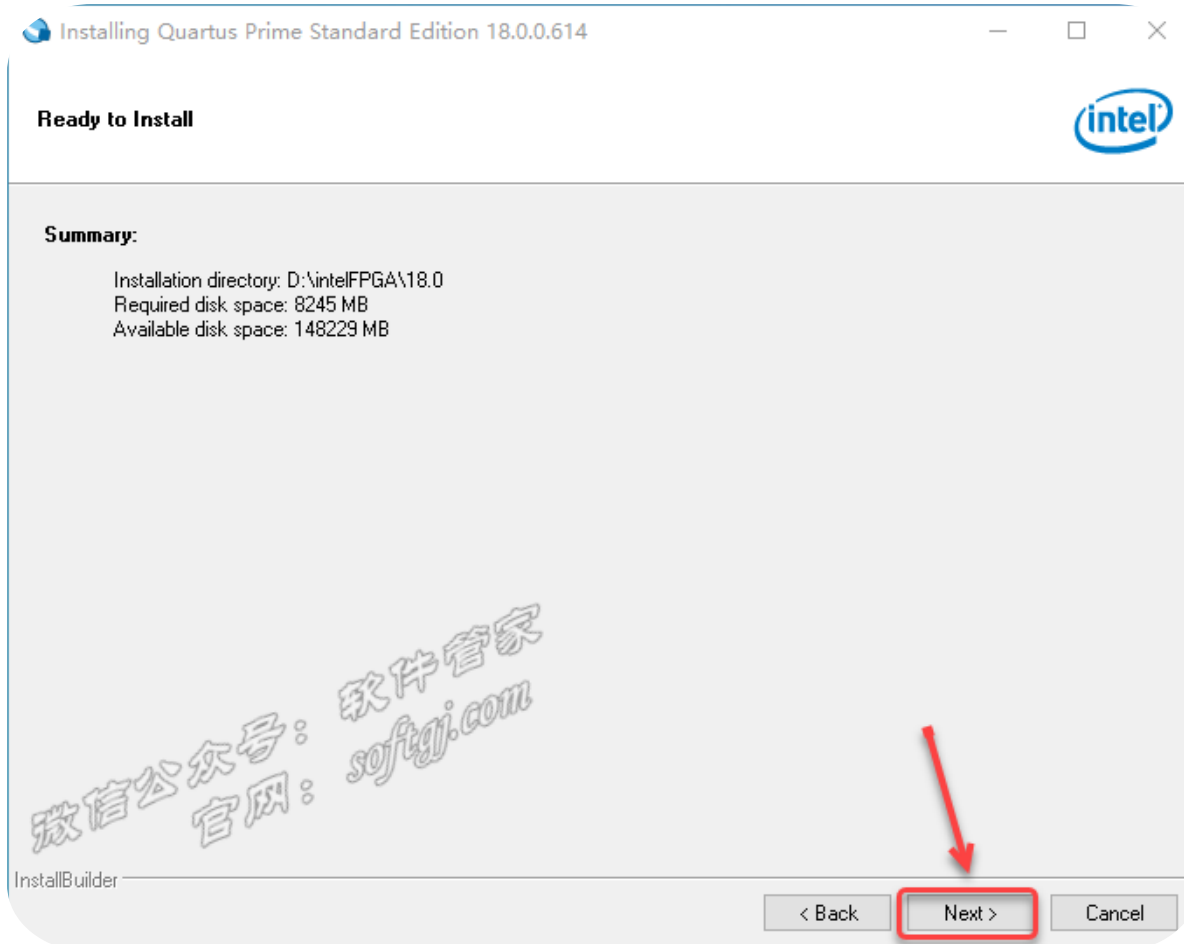 Installing Quartus Prime Standard Edition 18.0.0.614
Ready to Install
intel
Summary:
Installation directory: D:\intelFPGA\18.0
Required disk space: 8245 MB
Available disk space: 148229 MB
微信公众号：软件管家
官网：softgj.com
InstallBuilder
< Back
Next >
Cancel